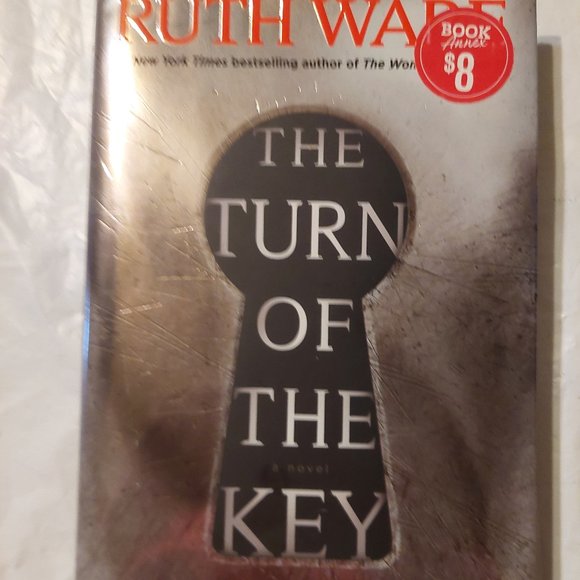 RUTH WARE
New York Times bestselling author of The Wom
BOOK
Annex
$8
THE
TURN
OF
THE
a novel
KEY